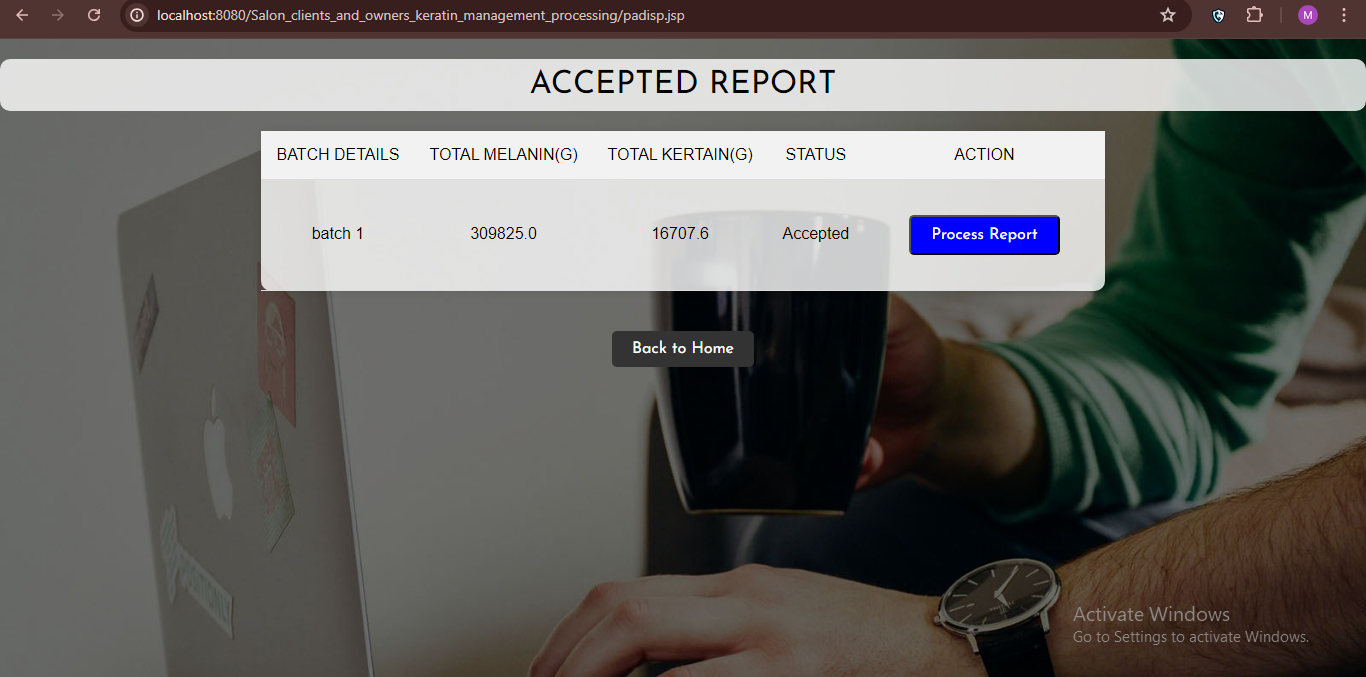 localhost:8080/Salon_clients_and_owners_keratin_management_processing/padisp.jsp
M
ACCEPTED REPORT
BATCH DETAILS TOTAL MELANIN(G) TOTAL KERTAIN(G) STATUS ACTION
batch 1 309825.0 16707.6 Accepted Process Report
Back to Home
Activate Windows
Go to Settings to activate Windows.